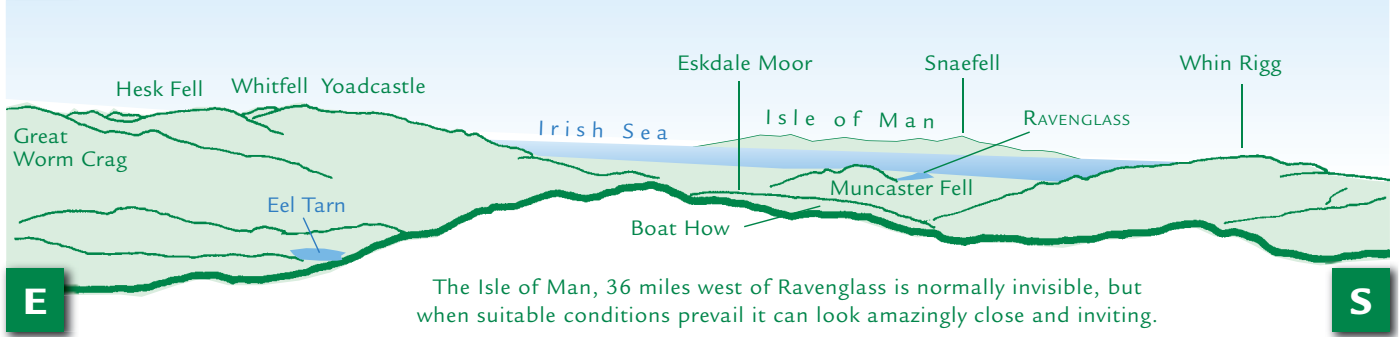 Eskdale Moor
Snaefell
Whin Rigg
Hesk Fell
Whitfell
Yoadcastle
Isle of Man
RAVENGLASS
Irish Sea
Great
Worm Crag
Muncaster Fell
Eel Tarn
Boat How
E
The Isle of Man, 36 miles west of Ravenglass is normally invisible, but
when suitable conditions prevail it can look amazingly close and inviting.
S